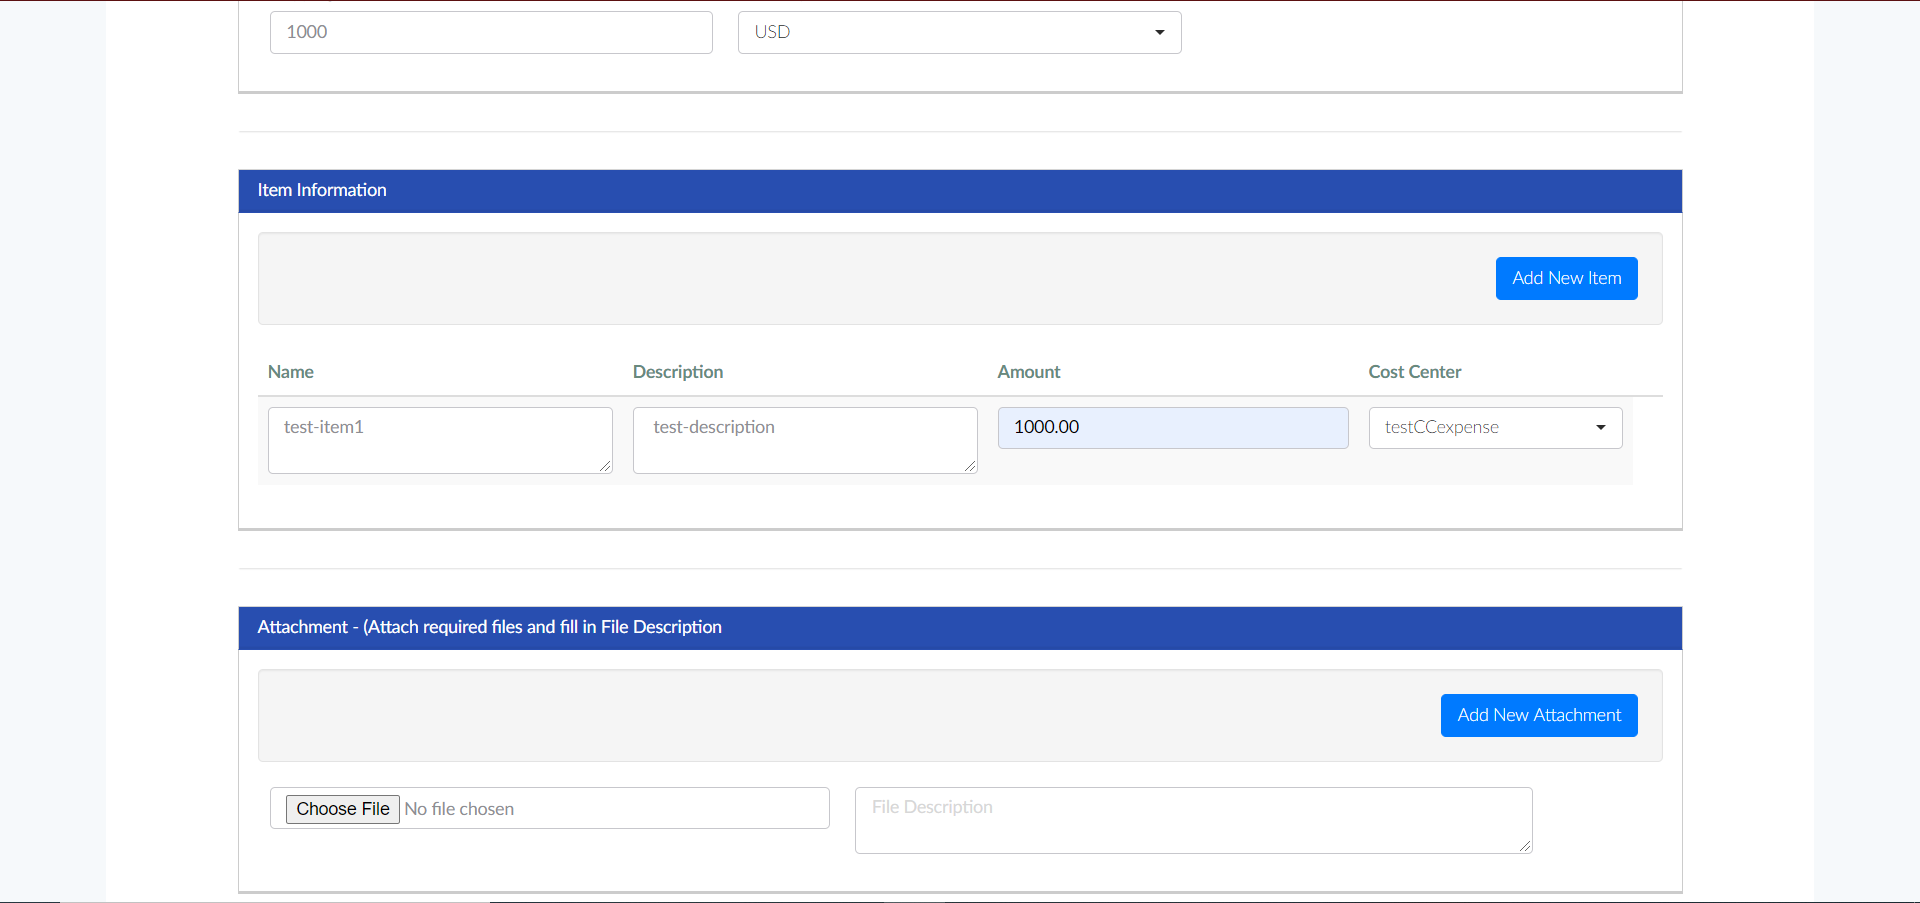 1000 USD
Item Information
Add New Item
Name Description Amount Cost Center
test-item1 test-description 1000.00 testCCexpense
Attachment - (Attach required files and fill in File Description
Add New Attachment
Choose File No file chosen File Description